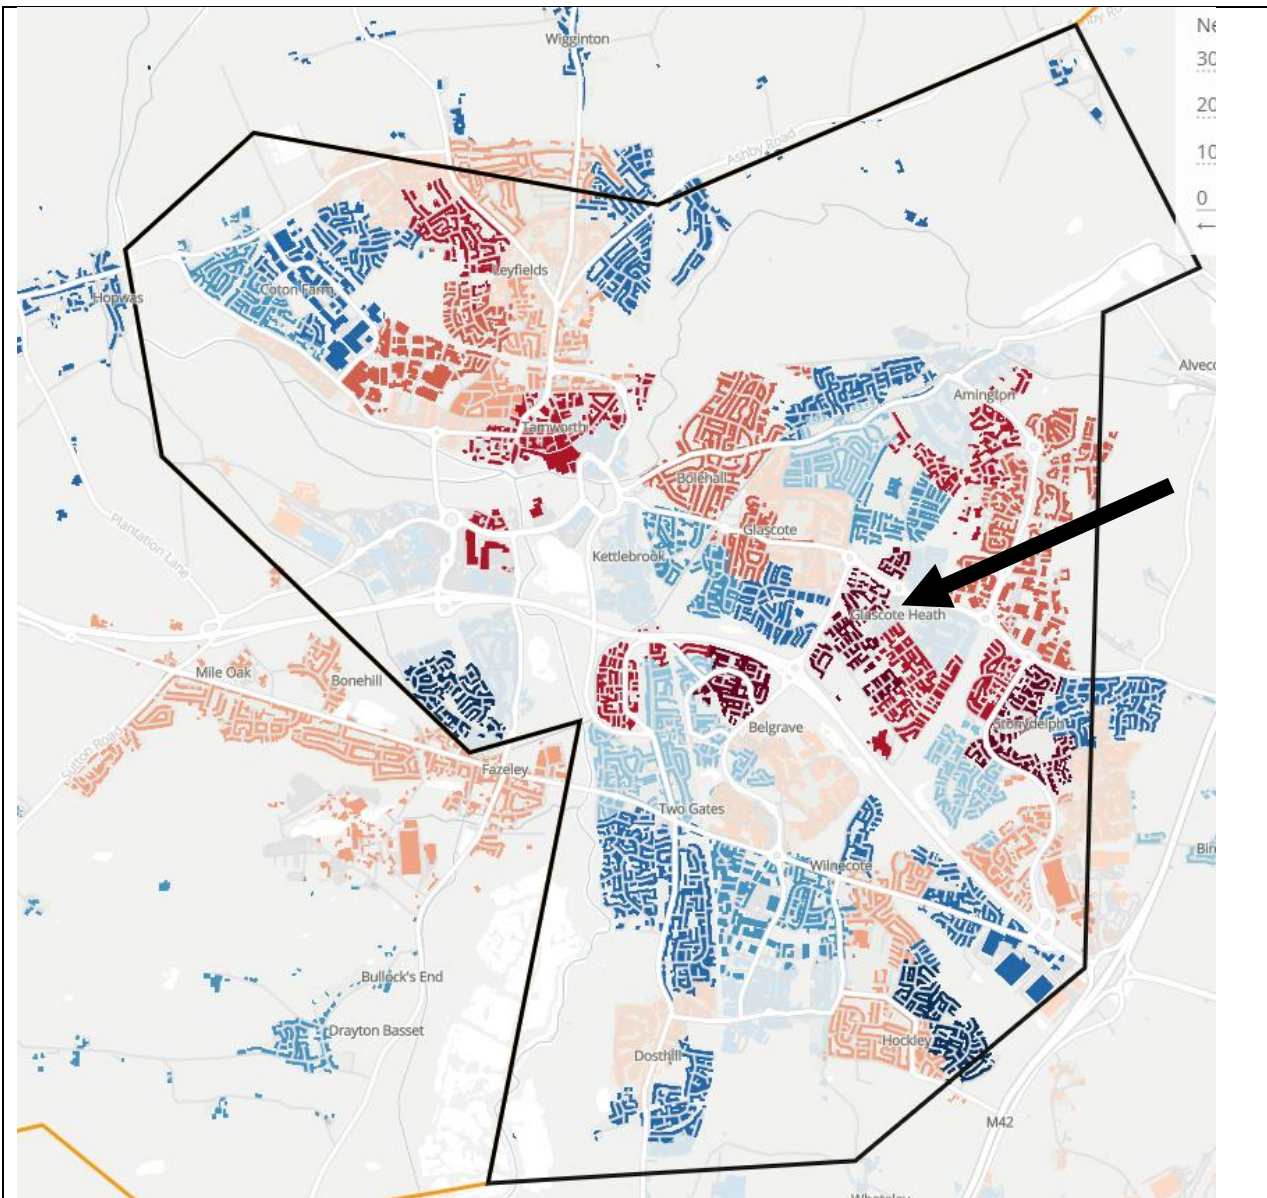 Wigginton
Ne
30
20
10
0
←
Ashby Road
Leyfields
Coton Farm
Hopwas
Alvec
Amington
Tamworth
Bolehall
Plantation Lane
Glascote
Kettlebrook
Glascote Heath
Mile Oak
Bonehill
Sutton Road
Stonydelph
Belgrave
Fazeley
Two Gates
Wilnecote
Bir
Bullock's End
Drayton Basset
Hockley
Dosthill
M42